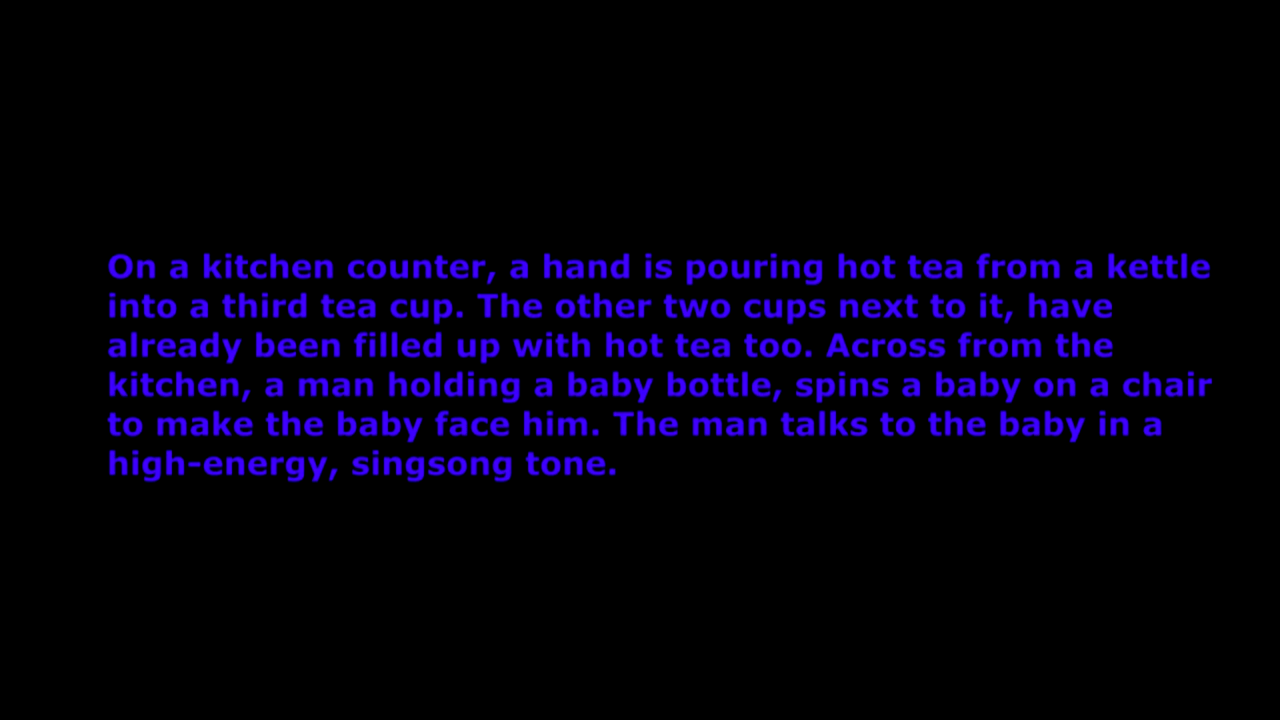 On a kitchen counter, a hand is pouring hot tea from a kettle
into a third tea cup. The other two cups next to it, have
already been filled up with hot tea too. Across from the
kitchen, a man holding a baby bottle, spins a baby on a chair
to make the baby face him. The man talks to the baby in a
high-energy, singsong tone.